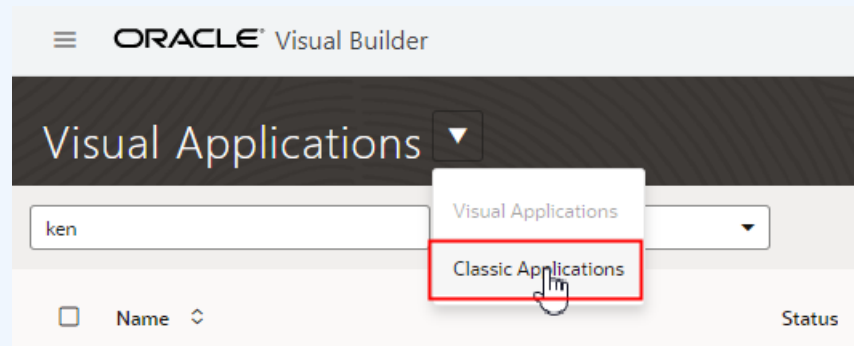 ORACLE® Visual Builder
Visual Applications
Visual Applications
ken
Classic Applications
Name
Status